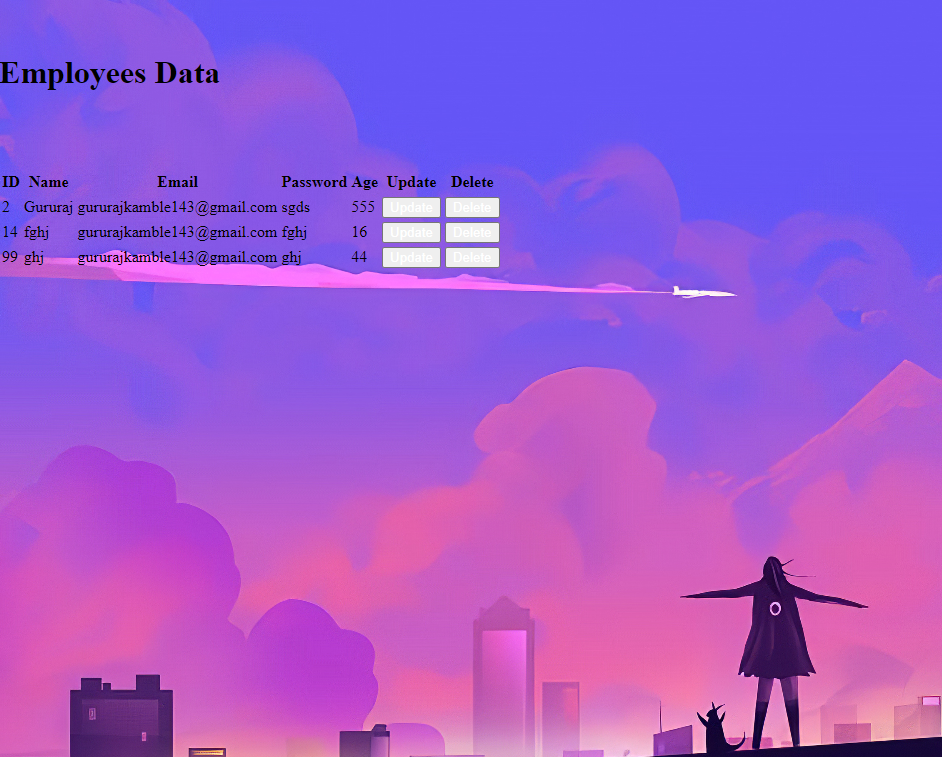 Employees Data
ID Name Email Password Age Update Delete
2 Gururaj gururajkamble143@gmail.com sgds 555 Update Delete
14 fghj gururajkamble143@gmail.com fghj 16 Update Delete
99 ghj gururajkamble143@gmail.com ghj 44 Update Delete